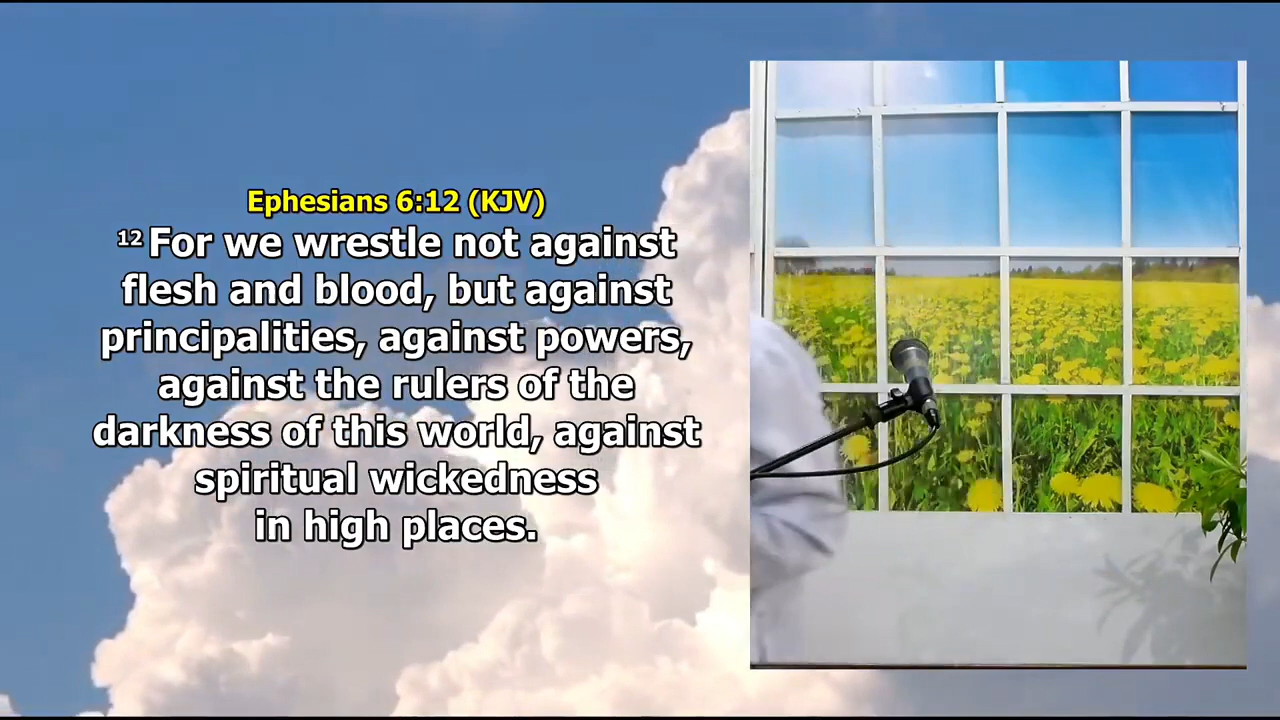 Ephesians 6:12 (KJV)
12 For we wrestle not against
flesh and blood, but against
principalities, against powers,
against the rulers of the
darkness of this world, against
spiritual wickedness
in high places.